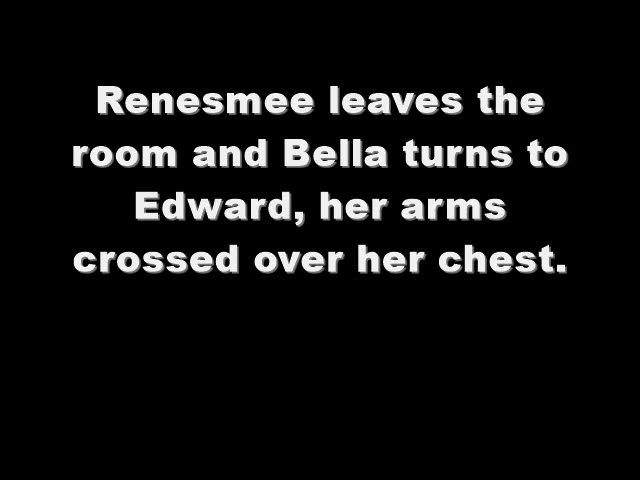 Renesmee leaves the
room and Bella turns to
Edward, her arms
crossed over her chest.